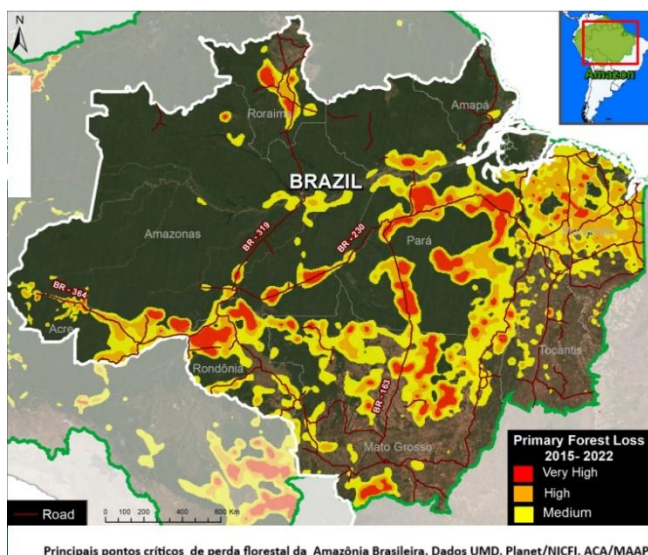 N
Amazon
Roraima
Amapá
BRAZIL
Amazonas
BR - 319
BR - 230
Pará
BR - 364
Acre
Rondônia
BR - 163
Tocantis
Mato Grosso
Primary Forest Loss
2015- 2022
Very High
High
Medium
Road
0 100 200 400 600 Km
Principais pontos críticos de perda florestal da Amazônia Brasileira. Dados UMD, Planet/NICFI, ACA/MAAP